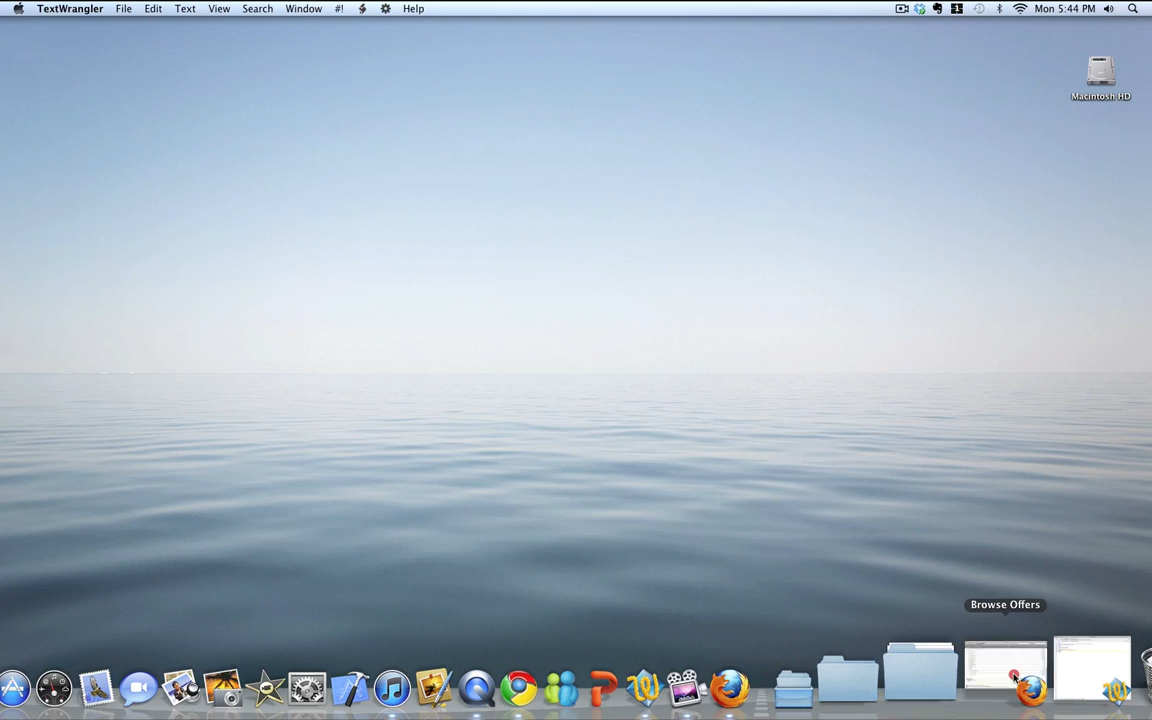 TextWrangler File Edit Text View Search Window #! Help Mon 5:44 PM
Macintosh HD
Browse Offers